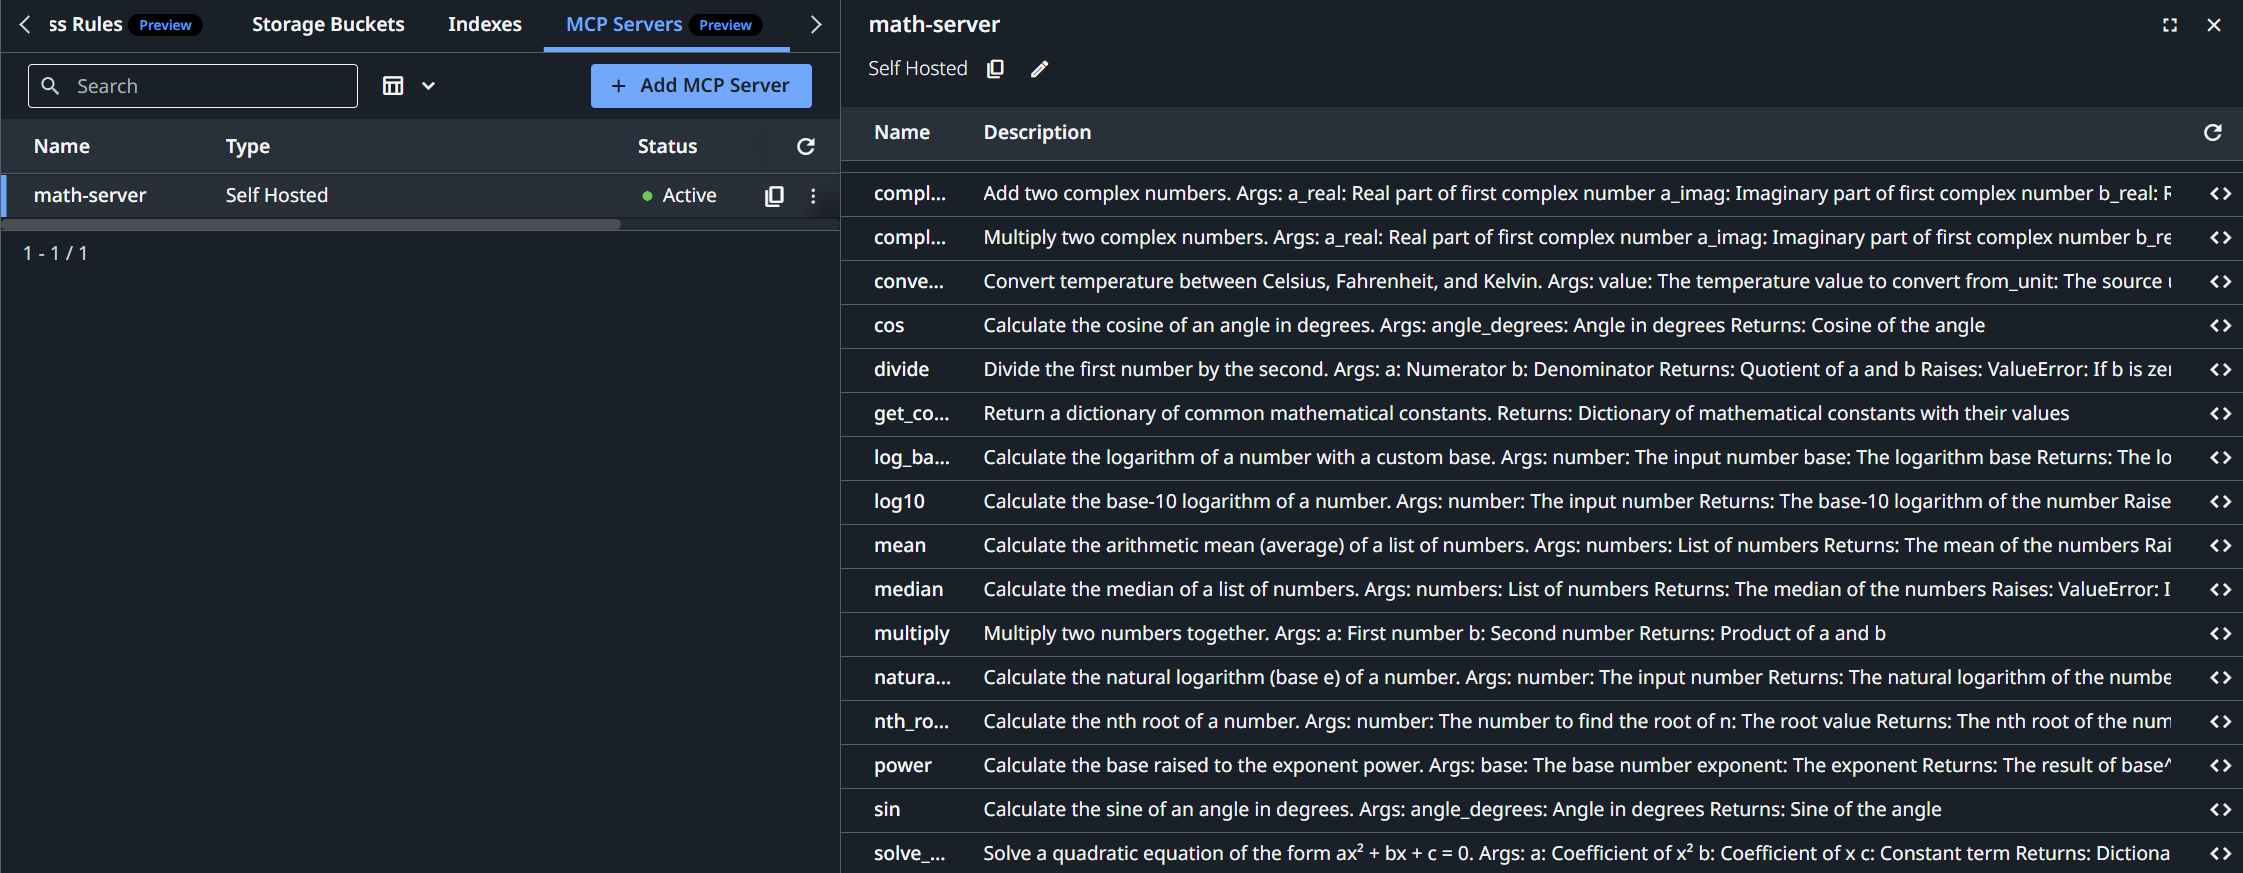 ss Rules Preview Storage Buckets Indexes MCP Servers Preview
Search
+ Add MCP Server
Name Type Status
math-server Self Hosted Active
1 - 1 / 1
math-server
Self Hosted
Name Description
compl... Add two complex numbers. Args: a_real: Real part of first complex number a_imag: Imaginary part of first complex number b_real: R
compl... Multiply two complex numbers. Args: a_real: Real part of first complex number a_imag: Imaginary part of first complex number b_re
conve... Convert temperature between Celsius, Fahrenheit, and Kelvin. Args: value: The temperature value to convert from_unit: The source u
cos Calculate the cosine of an angle in degrees. Args: angle_degrees: Angle in degrees Returns: Cosine of the angle
divide Divide the first number by the second. Args: a: Numerator b: Denominator Returns: Quotient of a and b Raises: ValueError: If b is zer
get_co... Return a dictionary of common mathematical constants. Returns: Dictionary of mathematical constants with their values
log_ba... Calculate the logarithm of a number with a custom base. Args: number: The input number base: The logarithm base Returns: The lo
log10 Calculate the base-10 logarithm of a number. Args: number: The input number Returns: The base-10 logarithm of the number Raise
mean Calculate the arithmetic mean (average) of a list of numbers. Args: numbers: List of numbers Returns: The mean of the numbers Rai
median Calculate the median of a list of numbers. Args: numbers: List of numbers Returns: The median of the numbers Raises: ValueError: I
multiply Multiply two numbers together. Args: a: First number b: Second number Returns: Product of a and b
natura... Calculate the natural logarithm (base e) of a number. Args: number: The input number Returns: The natural logarithm of the numbe
nth_ro... Calculate the nth root of a number. Args: number: The number to find the root of n: The root value Returns: The nth root of the num
power Calculate the base raised to the exponent power. Args: base: The base number exponent: The exponent Returns: The result of base^
sin Calculate the sine of an angle in degrees. Args: angle_degrees: Angle in degrees Returns: Sine of the angle
solve_... Solve a quadratic equation of the form ax² + bx + c = 0. Args: a: Coefficient of x² b: Coefficient of x c: Constant term Returns: Dictiona